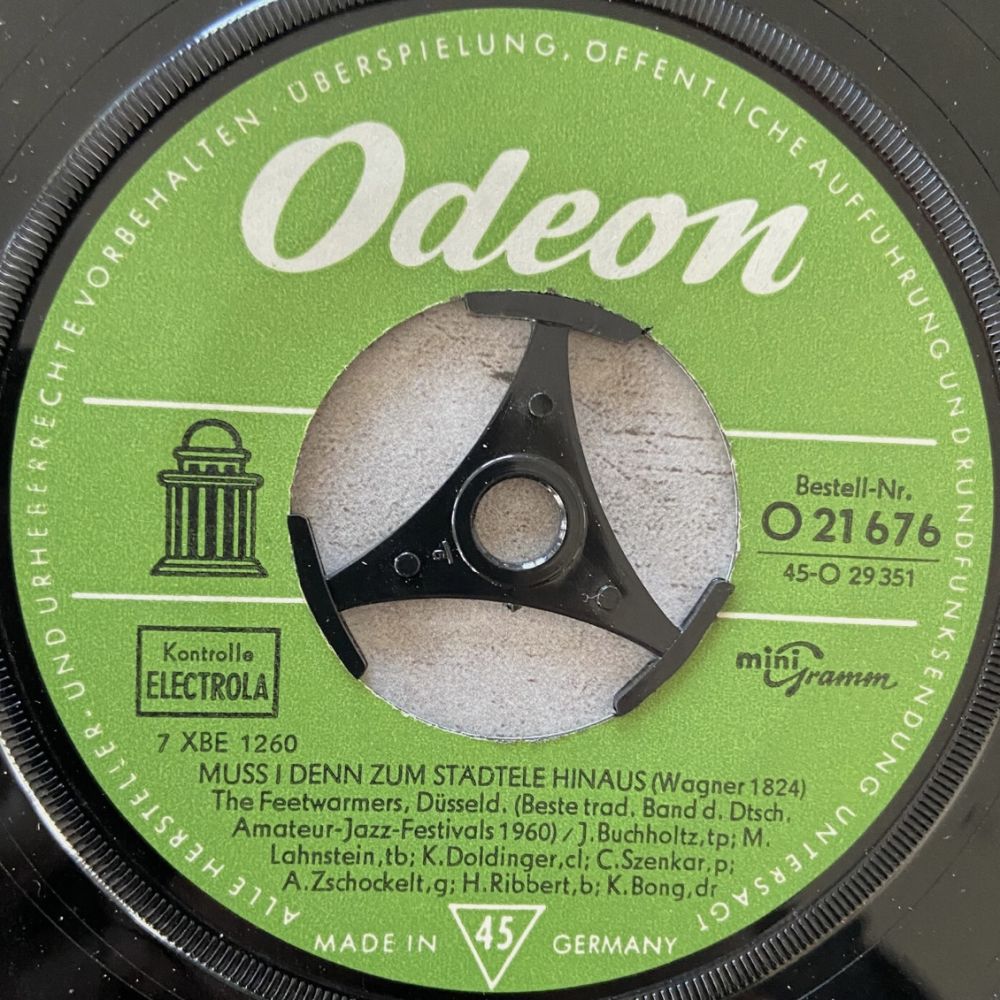 ALLE HERSTELLER- UND URHEBERRECHTE VORBEHALTEN. ÜBERSPIELUNG, ÖFFENTLICHE AUFFÜHRUNG UND RUNDFUNKSENDUNG UNTERSAGT
Odeon
Bestell-Nr.
O 21 676
45-O 29 351
Kontrolle
ELECTROLA
mini Gramm
7 XBE 1260
MUSS I DENN ZUM STÄDTELE HINAUS (Wagner 1824)
The Feetwarmers, Düsseld. (Beste trad. Band d. Dtsch.
Amateur-Jazz-Festivals 1960) / J. Buchholtz, tp; M.
Lahnstein, tb; K. Doldinger, cl; C. Szenkar, p;
A. Zschockelt, g; H. Ribbert, b; K. Bong, dr
MADE IN 45 GERMANY